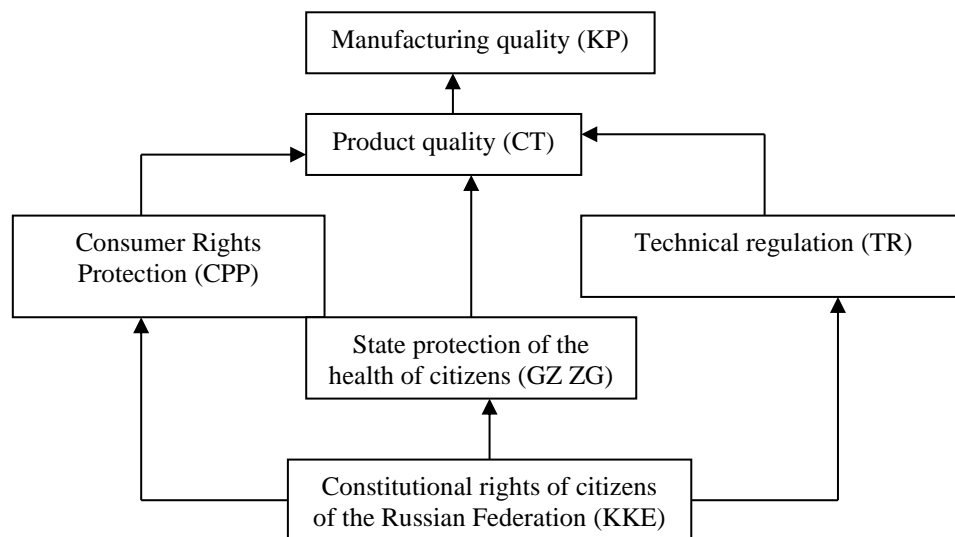 Manufacturing quality (KP)
Product quality (CT)
Consumer Rights
Protection (CPP)
Technical regulation (TR)
State protection of the
health of citizens (GZ ZG)
Constitutional rights of citizens
of the Russian Federation (KKE)